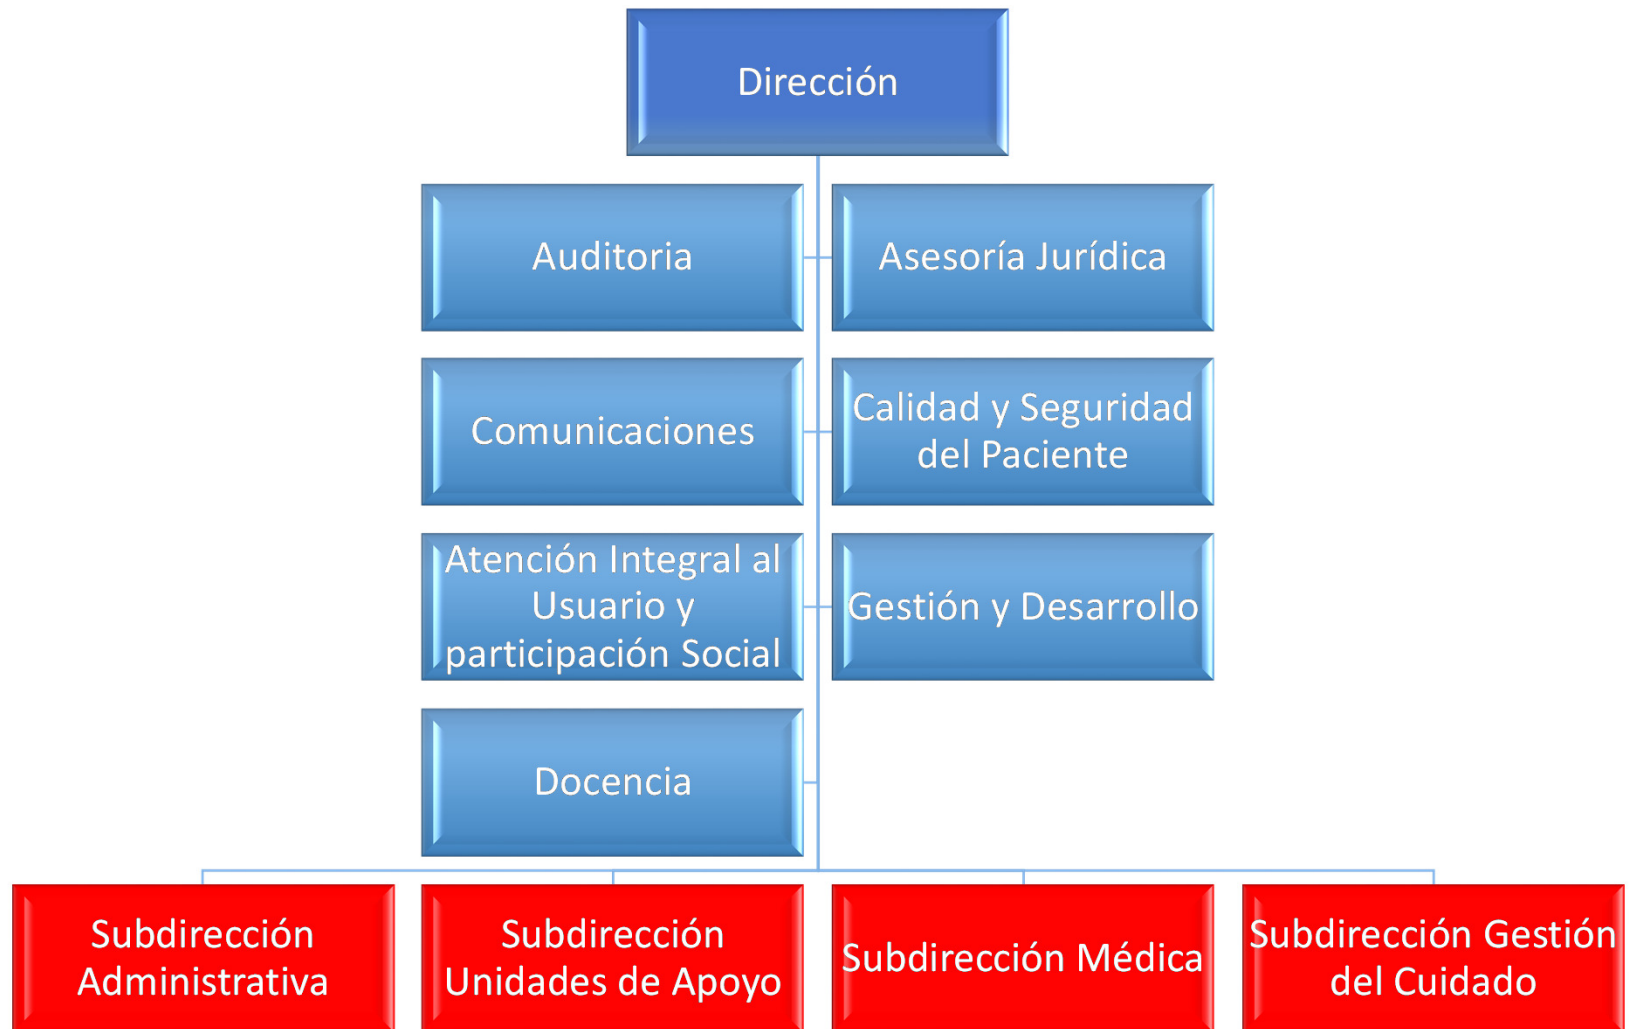 Dirección
Auditoria
Asesoría Jurídica
Comunicaciones
Calidad y Seguridad
del Paciente
Atención Integral al
Usuario y
participación Social
Gestión y Desarrollo
Docencia
Subdirección
Administrativa
Subdirección
Unidades de Apoyo
Subdirección Médica
Subdirección Gestión
del Cuidado